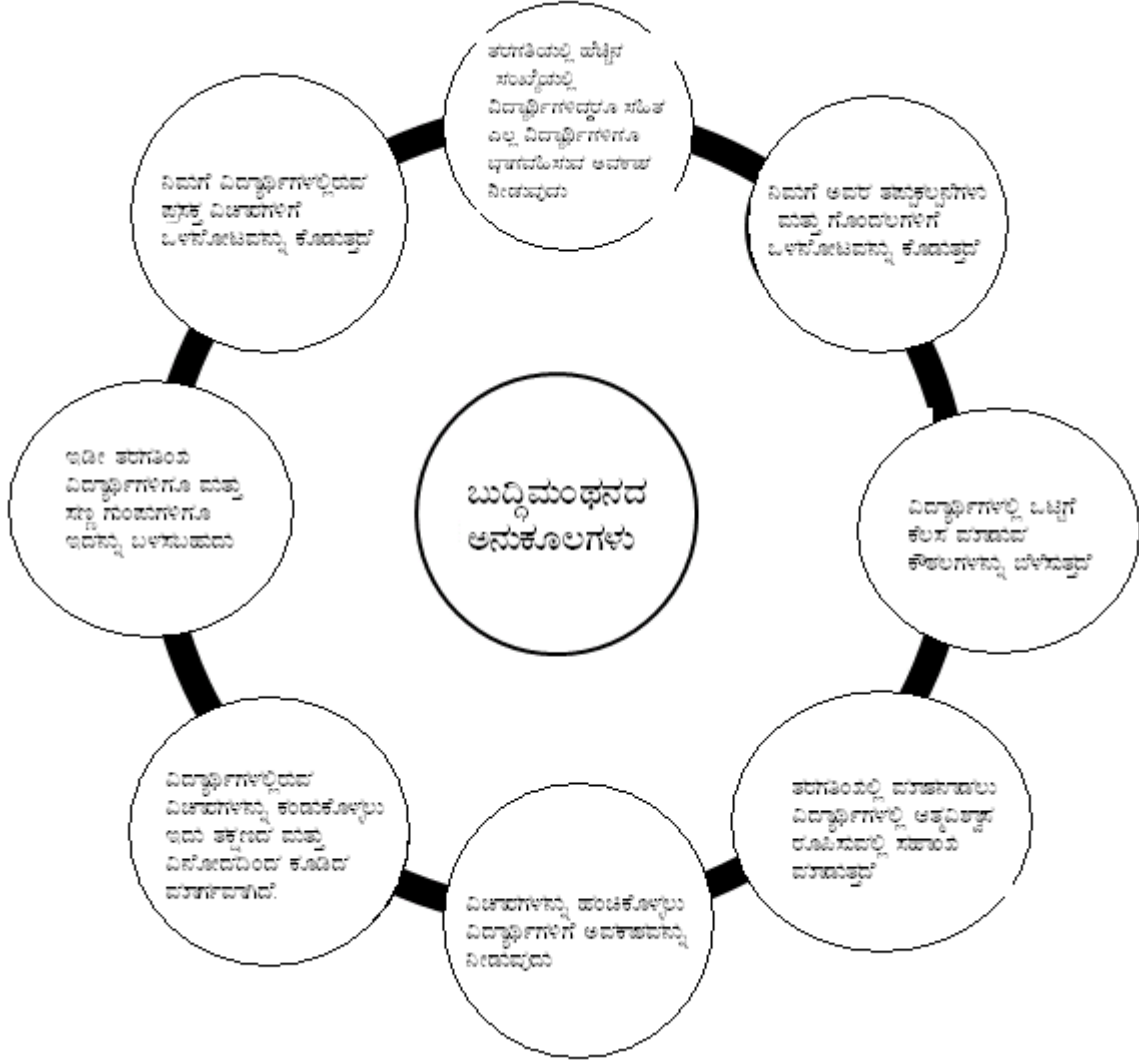 ತರಗತಿಯಲ್ಲಿ ಹೆಚ್ಚಿನ
ಸಂಖ್ಯೆಯಲ್ಲಿ
ವಿದ್ಯಾರ್ಥಿಗಳಿದ್ದರೂ ಸಹಿತ
ಎಲ್ಲ ವಿದ್ಯಾರ್ಥಿಗಳಿಗೂ
ಭಾಗವಹಿಸುವ ಅವಕಾಶ
ನೀಡುವುದು
ನಿಮಗೆ ಅವರ ತಪ್ಪುಕಲ್ಪನೆಗಳು
ಮತ್ತು ಗೊಂದಲಗಳಿಗೆ
ಒಳನೋಟವನ್ನು ಕೊಡುತ್ತದೆ
ವಿದ್ಯಾರ್ಥಿಗಳಲ್ಲಿ ಒಟ್ಟಿಗೆ
ಕೆಲಸ ಮಾಡುವ
ಕೌಶಲಗಳನ್ನು ಬೆಳೆಸುತ್ತದೆ
ತರಗತಿಯಲ್ಲಿ ಮಾತನಾಡಲು
ವಿದ್ಯಾರ್ಥಿಗಳಲ್ಲಿ ಆತ್ಮವಿಶ್ವಾಸ
ರೂಪಿಸುವಲ್ಲಿ ಸಹಾಯ
ಮಾಡುತ್ತದೆ
ವಿಚಾರಗಳನ್ನು ಹಂಚಿಕೊಳ್ಳಲು
ವಿದ್ಯಾರ್ಥಿಗಳಿಗೆ ಅವಕಾಶವನ್ನು
ನೀಡುವುದು
ವಿದ್ಯಾರ್ಥಿಗಳಲ್ಲಿರುವ
ವಿಚಾರಗಳನ್ನು ಕಂಡುಕೊಳ್ಳಲು
ಇದು ತಕ್ಷಣದ ಮತ್ತು
ವಿನೋದದಿಂದ ಕೂಡಿದ
ಮಾರ್ಗವಾಗಿದೆ.
ಇಡೀ ತರಗತಿಯ
ವಿದ್ಯಾರ್ಥಿಗಳಿಗೂ ಮತ್ತು
ಸಣ್ಣ ಗುಂಪುಗಳಿಗೂ
ಇದನ್ನು ಬಳಸಬಹುದು
ನಿಮಗೆ ವಿದ್ಯಾರ್ಥಿಗಳಲ್ಲಿರುವ
ಪ್ರಸಕ್ತ ವಿಚಾರಗಳಿಗೆ
ಒಳನೋಟವನ್ನು ಕೊಡುತ್ತದೆ
ಬುದ್ಧಿಮಂಥನದ
ಅನುಕೂಲಗಳು